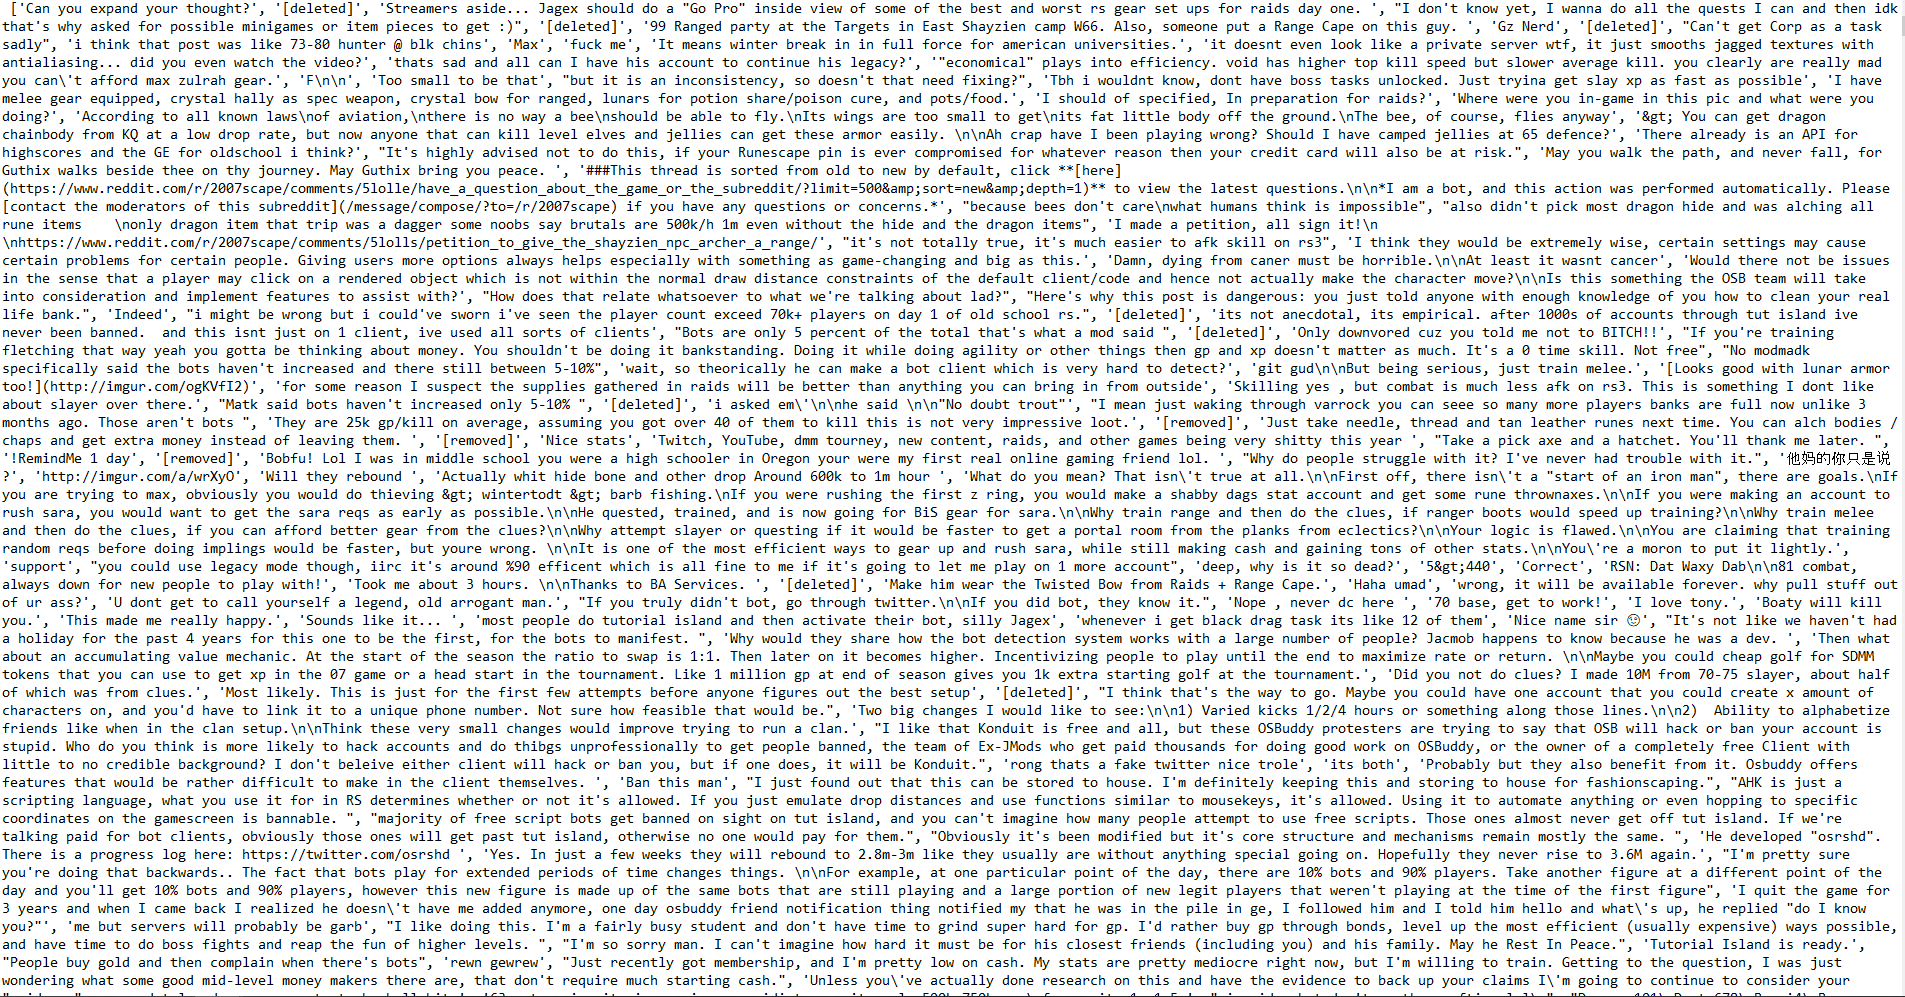 ['Can you expand your thought?', '[deleted]', 'Streamers aside... Jagex should do a "Go Pro" inside view of some of the best and worst rs gear set ups for raids day one. ', "I don't know yet, I wanna do all the quests I can and then idk
that's why asked for possible minigames or item pieces to get :)", '[deleted]', '99 Ranged party at the Targets in East Shayzien camp W66. Also, someone put a Range Cape on this guy. ', 'Gz Nerd', '[deleted]', "Can't get Corp as a task
sadly", 'i think that post was like 73-80 hunter @ blk chins', 'Max', 'fuck me', 'It means winter break in in full force for american universities.', 'it doesnt even look like a private server wtf, it just smooths jagged textures with
antialiasing... did you even watch the video?', 'thats sad and all can I have his account to continue his legacy?', '"economical" plays into efficiency. void has higher top kill speed but slower average kill. you clearly are really mad
you can\'t afford max zulrah gear.', 'F\n\n', 'Too small to be that', "but it is an inconsistency, so doesn't that need fixing?", 'Tbh i wouldnt know, dont have boss tasks unlocked. Just tryina get slay xp as fast as possible', 'I have
melee gear equipped, crystal hally as spec weapon, crystal bow for ranged, lunars for potion share/poison cure, and pots/food.', 'I should of specified, In preparation for raids?', 'Where were you in-game in this pic and what were you
doing?', 'According to all known laws\nof aviation,\nthere is no way a bee\nshould be able to fly.\nIts wings are too small to get\nits fat little body off the ground.\nThe bee, of course, flies anyway', '&gt; You can get dragon
chainbody from KQ at a low drop rate, but now anyone that can kill level elves and jellies can get these armor easily. \n\nAh crap have I been playing wrong? Should I have camped jellies at 65 defence?', 'There already is an API for
highscores and the GE for oldschool i think?', "It's highly advised not to do this, if your Runescape pin is ever compromised for whatever reason then your credit card will also be at risk.", 'May you walk the path, and never fall, for
Guthix walks beside thee on thy journey. May Guthix bring you peace. ', '###This thread is sorted from old to new by default, click **[here]
(https://www.reddit.com/r/2007scape/comments/5lolle/have_a_question_about_the_game_or_the_subreddit/?limit=500&amp;sort=new&amp;depth=1)** to view the latest questions.\n\n*I am a bot, and this action was performed automatically. Please
[contact the moderators of this subreddit](/message/compose/?to=/r/2007scape) if you have any questions or concerns.*', "because bees don't care\nwhat humans think is impossible", "also didn't pick most dragon hide and was alching all
rune items    \nonly dragon item that trip was a dagger some noobs say brutals are 500k/h 1m even without the hide and the dragon items", 'I made a petition, all sign it!\n
\nhttps://www.reddit.com/r/2007scape/comments/5lolls/petition_to_give_the_shayzien_npc_archer_a_range/', "it's not totally true, it's much easier to afk skill on rs3", 'I think they would be extremely wise, certain settings may cause
certain problems for certain people. Giving users more options always helps especially with something as game-changing and big as this.', 'Damn, dying from caner must be horrible.\n\nAt least it wasnt cancer', 'Would there not be issues
in the sense that a player may click on a rendered object which is not within the normal draw distance constraints of the default client/code and hence not actually make the character move?\n\nIs this something the OSB team will take
into consideration and implement features to assist with?', "How does that relate whatsoever to what we're talking about lad?", "Here's why this post is dangerous: you just told anyone with enough knowledge of you how to clean your real
life bank.", 'Indeed', "i might be wrong but i could've sworn i've seen the player count exceed 70k+ players on day 1 of old school rs.", '[deleted]', 'its not anecdotal, its empirical. after 1000s of accounts through tut island ive
never been banned.  and this isnt just on 1 client, ive used all sorts of clients', "Bots are only 5 percent of the total that's what a mod said ", '[deleted]', 'Only downvored cuz you told me not to BITCH!!', "If you're training
fletching that way yeah you gotta be thinking about money. You shouldn't be doing it bankstanding. Doing it while doing agility or other things then gp and xp doesn't matter as much. It's a 0 time skill. Not free", "No modmadk
specifically said the bots haven't increased and there still between 5-10%", 'wait, so theorically he can make a bot client which is very hard to detect?', 'git gud\n\nBut being serious, just train melee.', '[Looks good with lunar armor
too!](http://imgur.com/ogKVfI2)', 'for some reason I suspect the supplies gathered in raids will be better than anything you can bring in from outside', 'Skilling yes , but combat is much less afk on rs3. This is something I dont like
about slayer over there.', "Matk said bots haven't increased only 5-10% ", '[deleted]', 'i asked em\'\n\nhe said \n\n"No doubt trout"', "I mean just waking through varrock you can seee so many more players banks are full now unlike 3
months ago. Those aren't bots ", 'They are 25k gp/kill on average, assuming you got over 40 of them to kill this is not very impressive loot.', '[removed]', 'Just take needle, thread and tan leather runes next time. You can alch bodies /
chaps and get extra money instead of leaving them. ', '[removed]', 'Nice stats', 'Twitch, YouTube, dmm tourney, new content, raids, and other games being very shitty this year ', "Take a pick axe and a hatchet. You'll thank me later. ",
'!RemindMe 1 day', '[removed]', 'Bobfu! Lol I was in middle school you were a high schooler in Oregon your were my first real online gaming friend lol. ', "Why do people struggle with it? I've never had trouble with it.", '他妈的你只是说
?', 'http://imgur.com/a/wrXyO', 'Will they rebound ', 'Actually whit hide bone and other drop Around 600k to 1m hour ', 'What do you mean? That isn\'t true at all.\n\nFirst off, there isn\'t a "start of an iron man", there are goals.\nIf
you are trying to max, obviously you would do thieving &gt; wintertodt &gt; barb fishing.\nIf you were rushing the first z ring, you would make a shabby dags stat account and get some rune thrownaxes.\n\nIf you were making an account to
rush sara, you would want to get the sara reqs as early as possible.\n\nHe quested, trained, and is now going for BiS gear for sara.\n\nWhy train range and then do the clues, if ranger boots would speed up training?\n\nWhy train melee
and then do the clues, if you can afford better gear from the clues?\n\nWhy attempt slayer or questing if it would be faster to get a portal room from the planks from eclectics?\n\nYour logic is flawed.\n\nYou are claiming that training
random reqs before doing implings would be faster, but youre wrong. \n\nIt is one of the most efficient ways to gear up and rush sara, while still making cash and gaining tons of other stats.\n\nYou\'re a moron to put it lightly.',
'support', "you could use legacy mode though, iirc it's around %90 efficent which is all fine to me if it's going to let me play on 1 more account", 'deep, why is it so dead?', '5&gt;440', 'Correct', 'RSN: Dat Waxy Dab\n\n81 combat,
always down for new people to play with!', 'Took me about 3 hours. \n\nThanks to BA Services. ', '[deleted]', 'Make him wear the Twisted Bow from Raids + Range Cape.', 'Haha umad', 'wrong, it will be available forever. why pull stuff out
of ur ass?', 'U dont get to call yourself a legend, old arrogant man.', "If you truly didn't bot, go through twitter.\n\nIf you did bot, they know it.", 'Nope , never dc here ', '70 base, get to work!', 'I love tony.', 'Boaty will kill
you.', 'This made me really happy.', 'Sounds like it... ', 'most people do tutorial island and then activate their bot, silly Jagex', 'whenever i get black drag task its like 12 of them', 'Nice name sir ', "It's not like we haven't had
a holiday for the past 4 years for this one to be the first, for the bots to manifest. ", 'Why would they share how the bot detection system works with a large number of people? Jacmob happens to know because he was a dev. ', 'Then what
about an accumulating value mechanic. At the start of the season the ratio to swap is 1:1. Then later on it becomes higher. Incentivizing people to play until the end to maximize rate or return. \n\nMaybe you could cheap golf for SDMM
tokens that you can use to get xp in the 07 game or a head start in the tournament. Like 1 million gp at end of season gives you 1k extra starting golf at the tournament.', 'Did you not do clues? I made 10M from 70-75 slayer, about half
of which was from clues.', 'Most likely. This is just for the first few attempts before anyone figures out the best setup', '[deleted]', "I think that's the way to go. Maybe you could have one account that you could create x amount of
characters on, and you'd have to link it to a unique phone number. Not sure how feasible that would be.", 'Two big changes I would like to see:\n\n1) Varied kicks 1/2/4 hours or something along those lines.\n\n2)  Ability to alphabetize
friends like when in the clan setup.\n\nThink these very small changes would improve trying to run a clan.', "I like that Konduit is free and all, but these OSBuddy protesters are trying to say that OSB will hack or ban your account is
stupid. Who do you think is more likely to hack accounts and do thibgs unprofessionally to get people banned, the team of Ex-JMods who get paid thousands for doing good work on OSBuddy, or the owner of a completely free Client with
little to no credible background? I don't beleive either client will hack or ban you, but if one does, it will be Konduit.", 'rong thats a fake twitter nice trole', 'its both', 'Probably but they also benefit from it. Osbuddy offers
features that would be rather difficult to make in the client themselves. ', 'Ban this man', "I just found out that this can be stored to house. I'm definitely keeping this and storing to house for fashionscaping.", "AHK is just a
scripting language, what you use it for in RS determines whether or not it's allowed. If you just emulate drop distances and use functions similar to mousekeys, it's allowed. Using it to automate anything or even hopping to specific
coordinates on the gamescreen is bannable. ", "majority of free script bots get banned on sight on tut island, and you can't imagine how many people attempt to use free scripts. Those ones almost never get off tut island. If we're
talking paid for bot clients, obviously those ones will get past tut island, otherwise no one would pay for them.", "Obviously it's been modified but it's core structure and mechanisms remain mostly the same. ", 'He developed "osrshd".
There is a progress log here: https://twitter.com/osrshd ', 'Yes. In just a few weeks they will rebound to 2.8m-3m like they usually are without anything special going on. Hopefully they never rise to 3.6M again.', "I'm pretty sure
you're doing that backwards.. The fact that bots play for extended periods of time changes things. \n\nFor example, at one particular point of the day, there are 10% bots and 90% players. Take another figure at a different point of the
day and you'll get 10% bots and 90% players, however this new figure is made up of the same bots that are still playing and a large portion of new legit players that weren't playing at the time of the first figure", 'I quit the game for
3 years and when I came back I realized he doesn\'t have me added anymore, one day osbuddy friend notification thing notified my that he was in the pile in ge, I followed him and I told him hello and what\'s up, he replied "do I know
you?"', 'me but servers will probably be garb', "I like doing this. I'm a fairly busy student and don't have time to grind super hard for gp. I'd rather buy gp through bonds, level up the most efficient (usually expensive) ways possible,
and have time to do boss fights and reap the fun of higher levels. ", "I'm so sorry man. I can't imagine how hard it must be for his closest friends (including you) and his family. May he Rest In Peace.", 'Tutorial Island is ready.',
"People buy gold and then complain when there's bots", 'rewn gewrew', "Just recently got membership, and I'm pretty low on cash. My stats are pretty mediocre right now, but I'm willing to train. Getting to the question, I was just
wondering what some good mid-level money makers there are, that don't require much starting cash.", 'Unless you\'ve actually done research on this and have the evidence to back up your claims I\'m going to continue to consider your